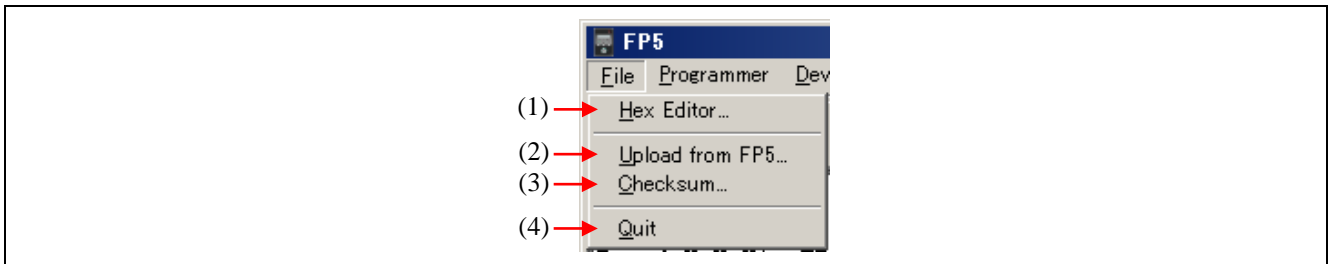 FP5
File Programmer Dev
(1) Hex Editor...
(2) Upload from FP5...
(3) Checksum...
(4) Quit